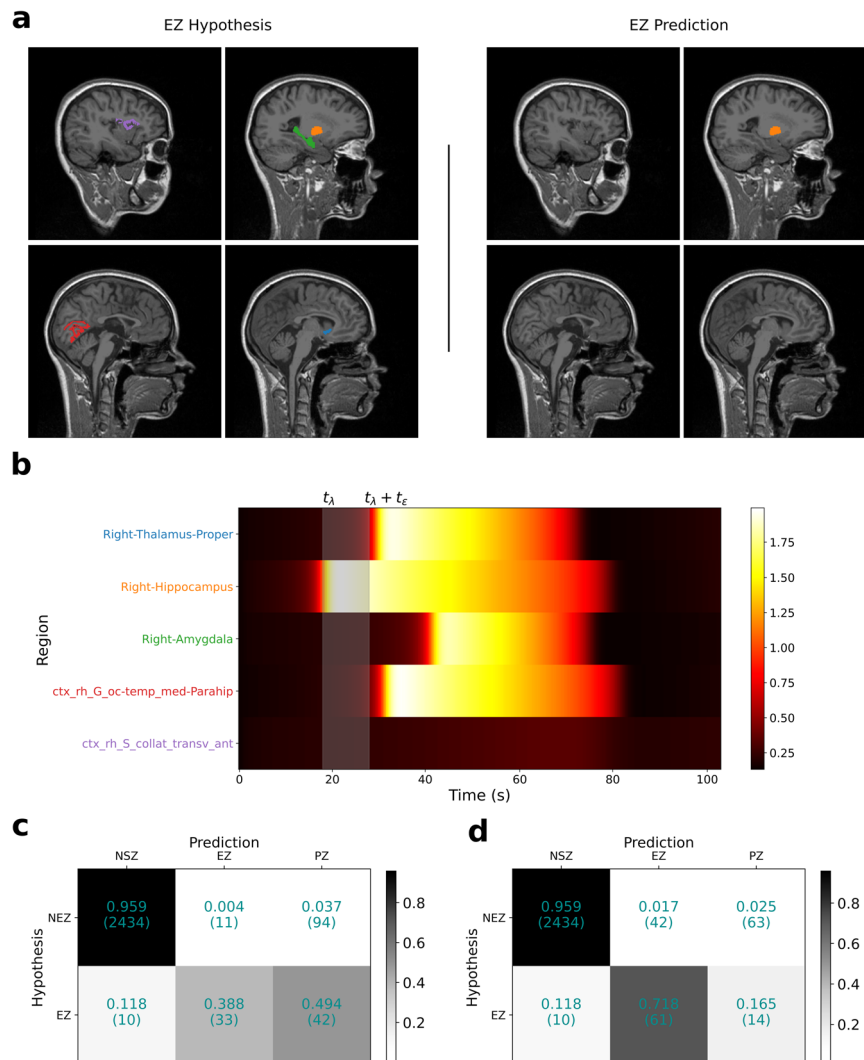 a
EZ Hypothesis
EZ Prediction
b
t_λ
t_λ + t_ε
Region
Right-Thalamus-Proper
Right-Hippocampus
Right-Amygdala
ctx_rh_G_oc-temp_med-Parahip
ctx_rh_S_collat_transv_ant
0 20 40 60 80 100
Time (s)
1.75
1.50
1.25
1.00
0.75
0.50
0.25
c
Prediction
NSZ EZ PZ
Hypothesis
NEZ
0.959 0.004 0.037
(2434) (11) (94)
EZ
0.118 0.388 0.494
(10) (33) (42)
0.8
0.6
0.4
0.2
d
Prediction
NSZ EZ PZ
Hypothesis
NEZ
0.959 0.017 0.025
(2434) (42) (63)
EZ
0.118 0.718 0.165
(10) (61) (14)
0.8
0.6
0.4
0.2